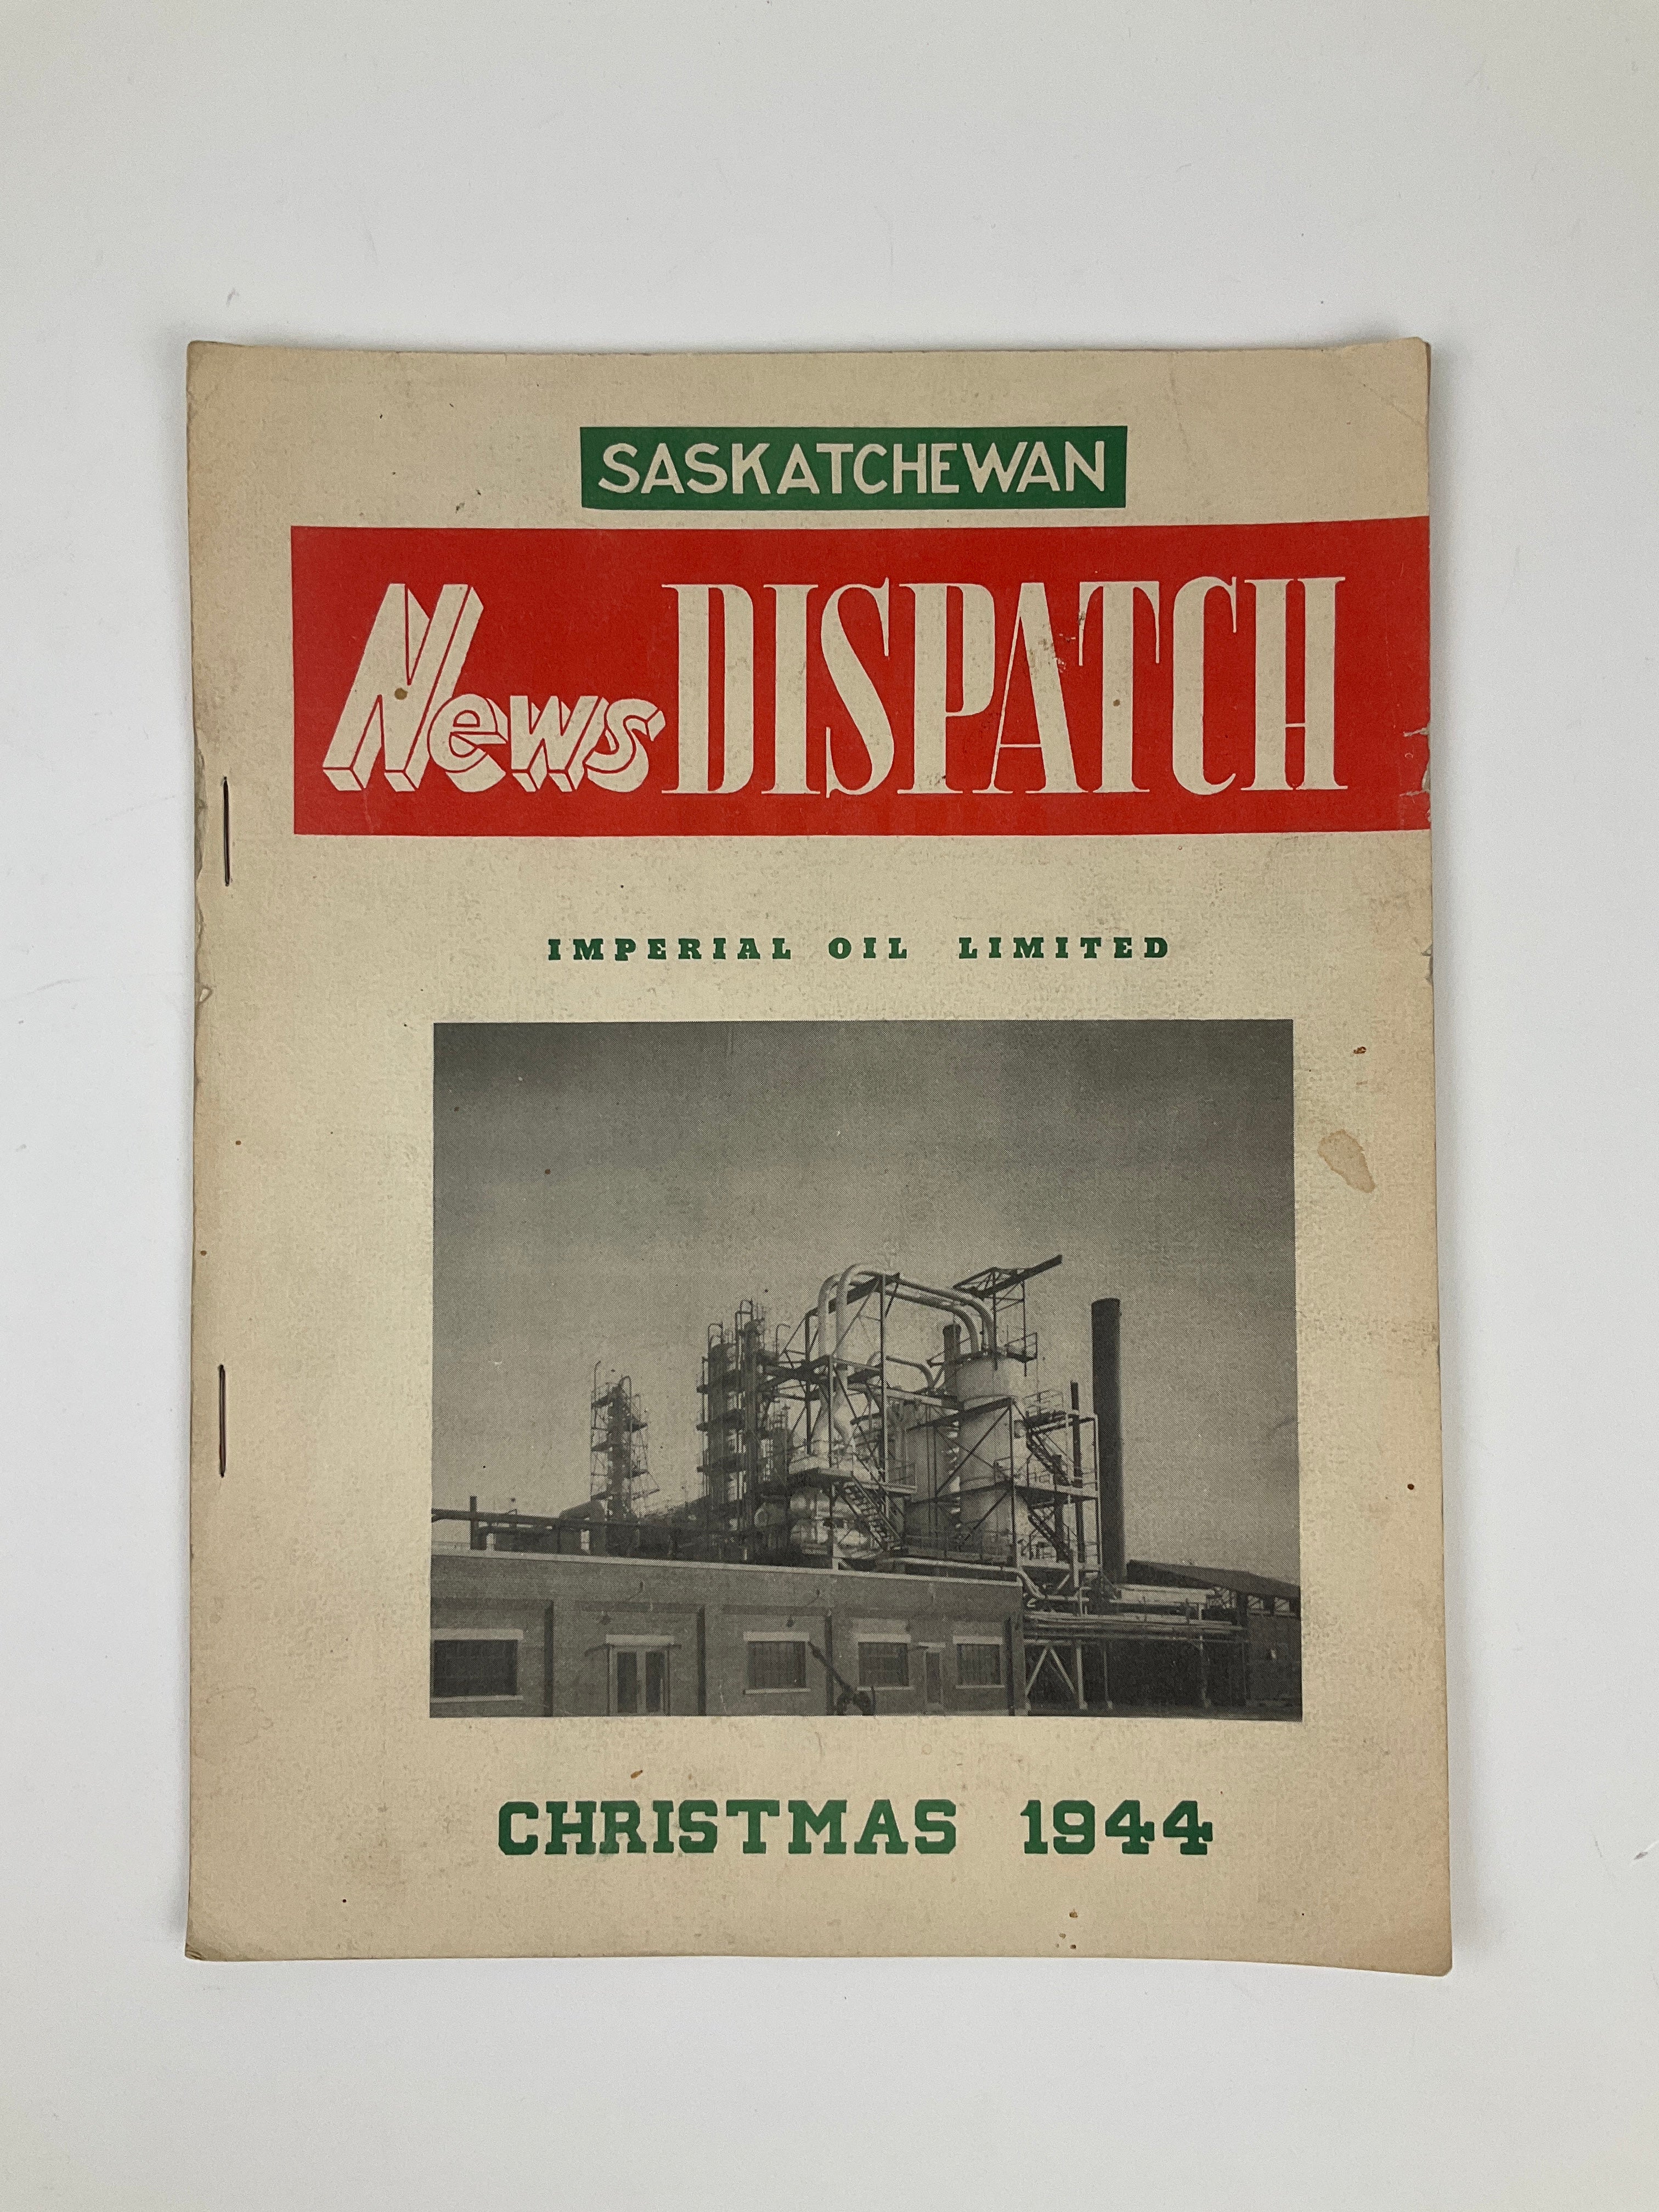 SASKATCHEWAN
News DISPATCH
IMPERIAL OIL LIMITED
CHRISTMAS 1944